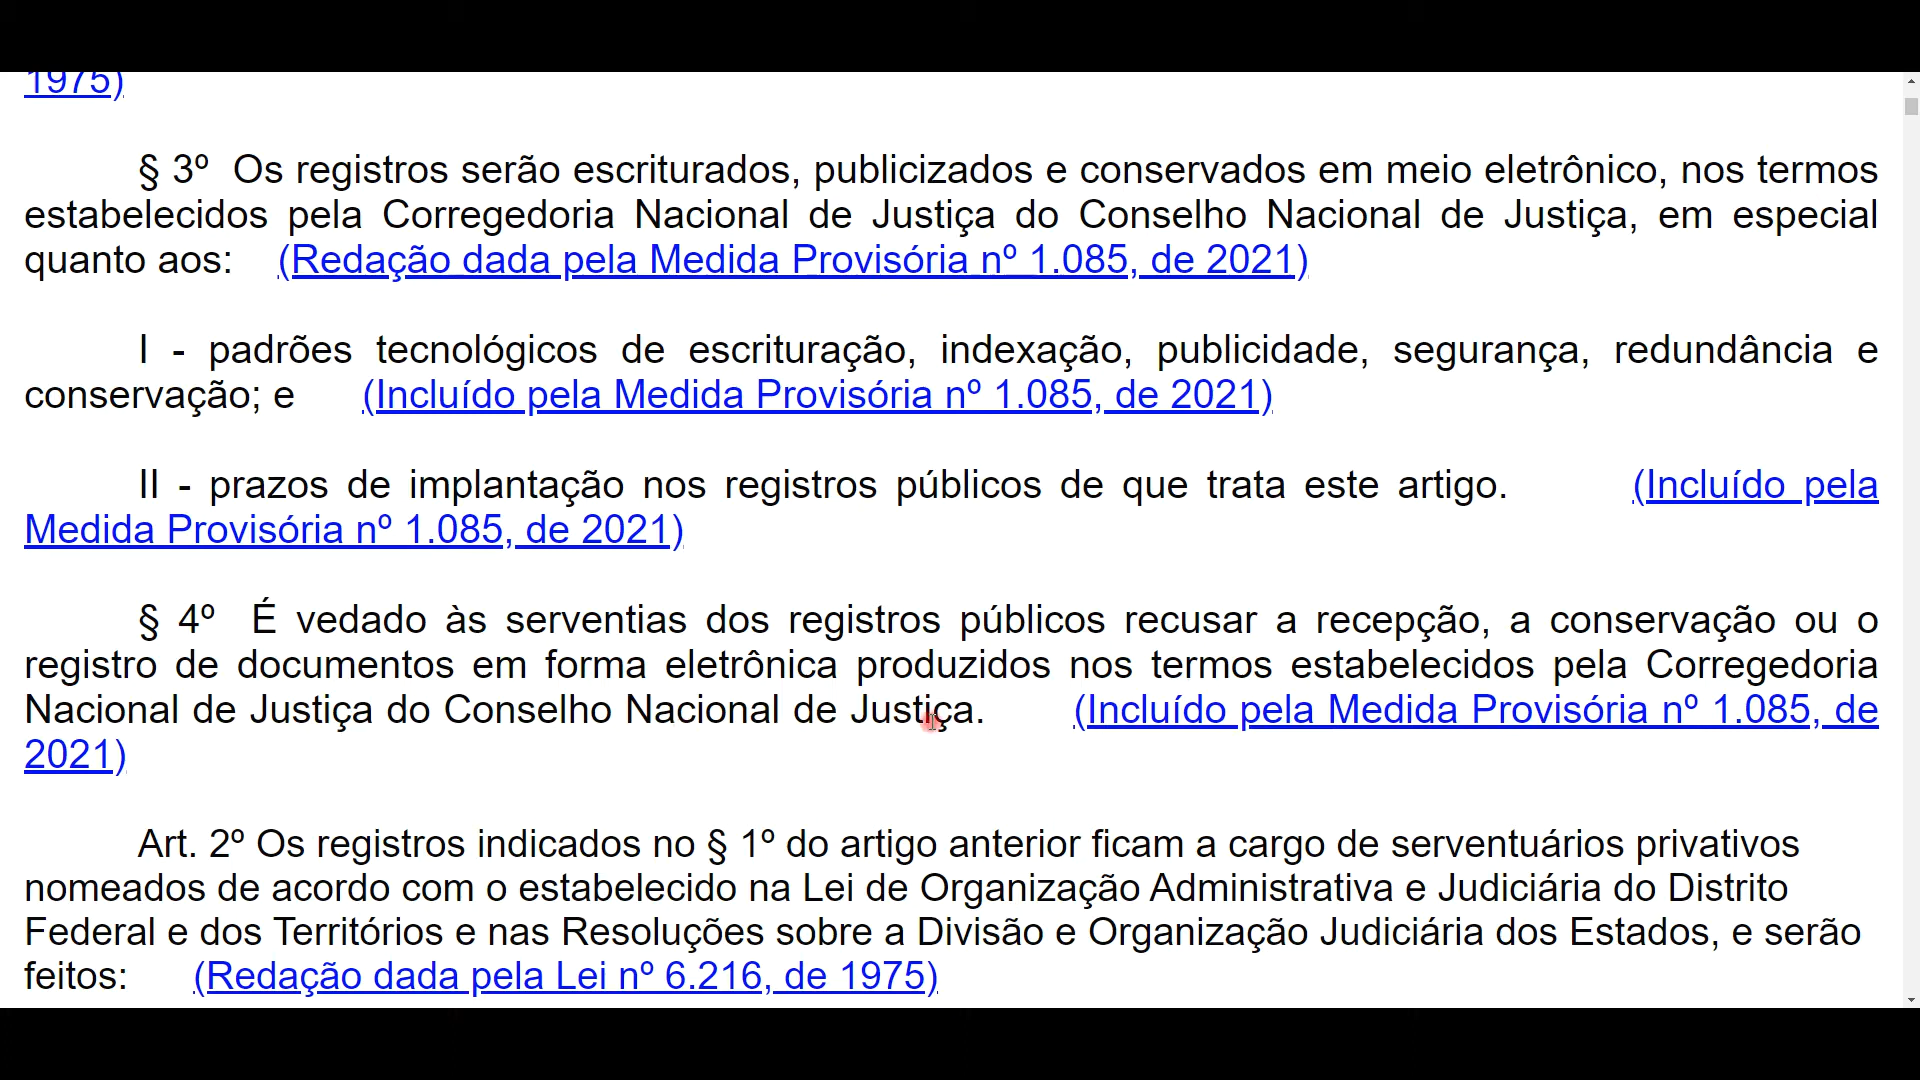 1975)
§ 3º Os registros serão escriturados, publicizados e conservados em meio eletrônico, nos termos
estabelecidos pela Corregedoria Nacional de Justiça do Conselho Nacional de Justiça, em especial
quanto aos: (Redação dada pela Medida Provisória nº 1.085, de 2021)
I - padrões tecnológicos de escrituração, indexação, publicidade, segurança, redundância e
conservação; e (Incluído pela Medida Provisória nº 1.085, de 2021)
II - prazos de implantação nos registros públicos de que trata este artigo. (Incluído pela
Medida Provisória nº 1.085, de 2021)
§ 4º É vedado às serventias dos registros públicos recusar a recepção, a conservação ou o
registro de documentos em forma eletrônica produzidos nos termos estabelecidos pela Corregedoria
Nacional de Justiça do Conselho Nacional de Justiça. (Incluído pela Medida Provisória nº 1.085, de
2021)
Art. 2º Os registros indicados no § 1º do artigo anterior ficam a cargo de serventuários privativos
nomeados de acordo com o estabelecido na Lei de Organização Administrativa e Judiciária do Distrito
Federal e dos Territórios e nas Resoluções sobre a Divisão e Organização Judiciária dos Estados, e serão
feitos: (Redação dada pela Lei nº 6.216, de 1975)